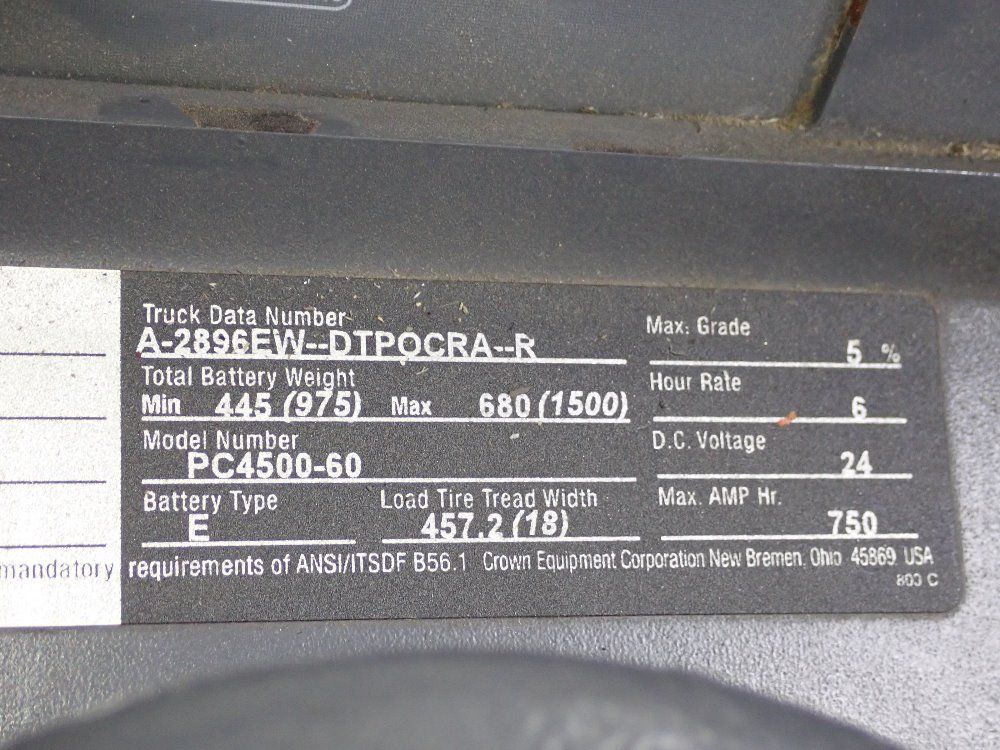 Truck Data Number
A-2896EW--DTPOCRA--R
Max. Grade
5 %
Total Battery Weight
Min 445 (975) Max 680 (1500)
Hour Rate
6
Model Number
PC4500-60
D.C. Voltage
24
Battery Type
E
Load Tire Tread Width
457.2 (18)
Max. AMP Hr.
750
mandatory requirements of ANSI/ITSDF B56.1 Crown Equipment Corporation New Bremen, Ohio 45869 USA
800 C